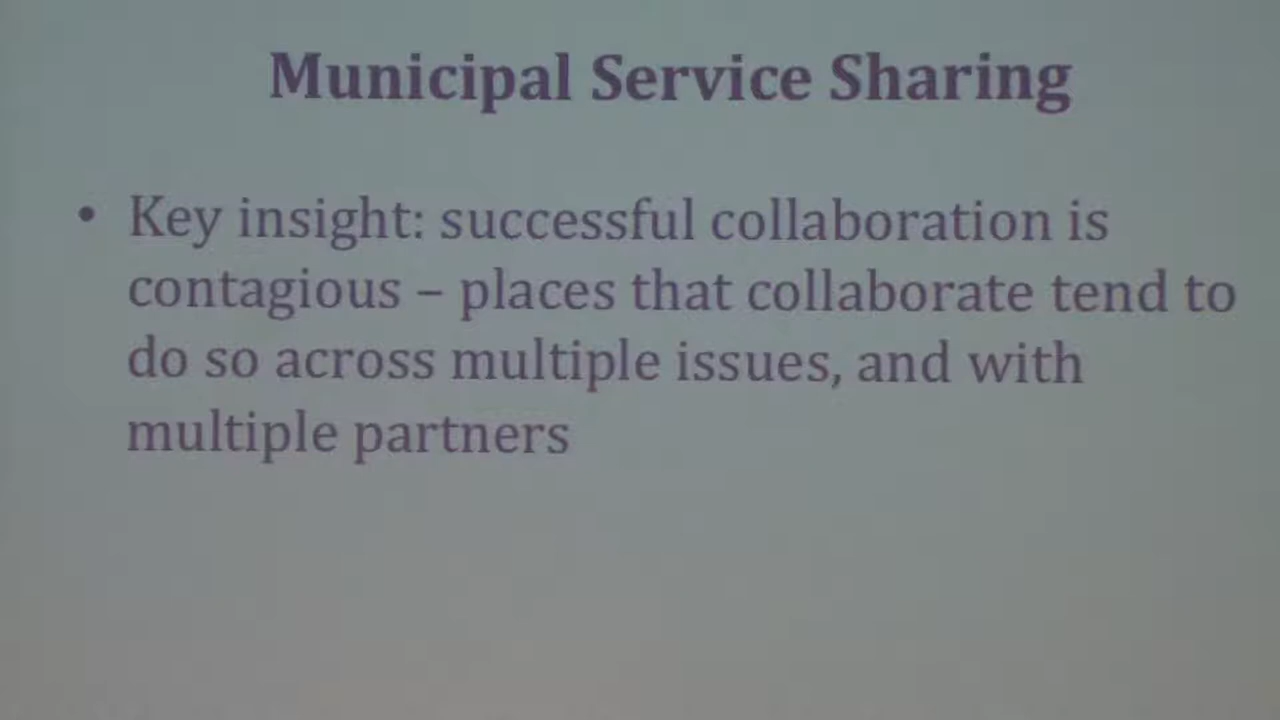 Municipal Service Sharing
• Key insight: successful collaboration is
contagious – places that collaborate tend to
do so across multiple issues, and with
multiple partners